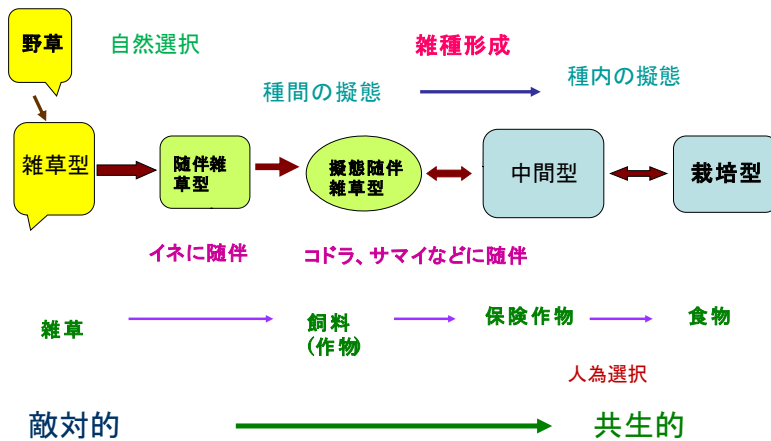 野草
自然選択
雑種形成
種間の擬態
種内の擬態
雑草型
随伴雑
草型
擬態随伴
雑草型
中間型
栽培型
イネに随伴
コドラ、サマイなどに随伴
雑草
飼料
(作物)
保険作物
食物
人為選択
敵対的
共生的